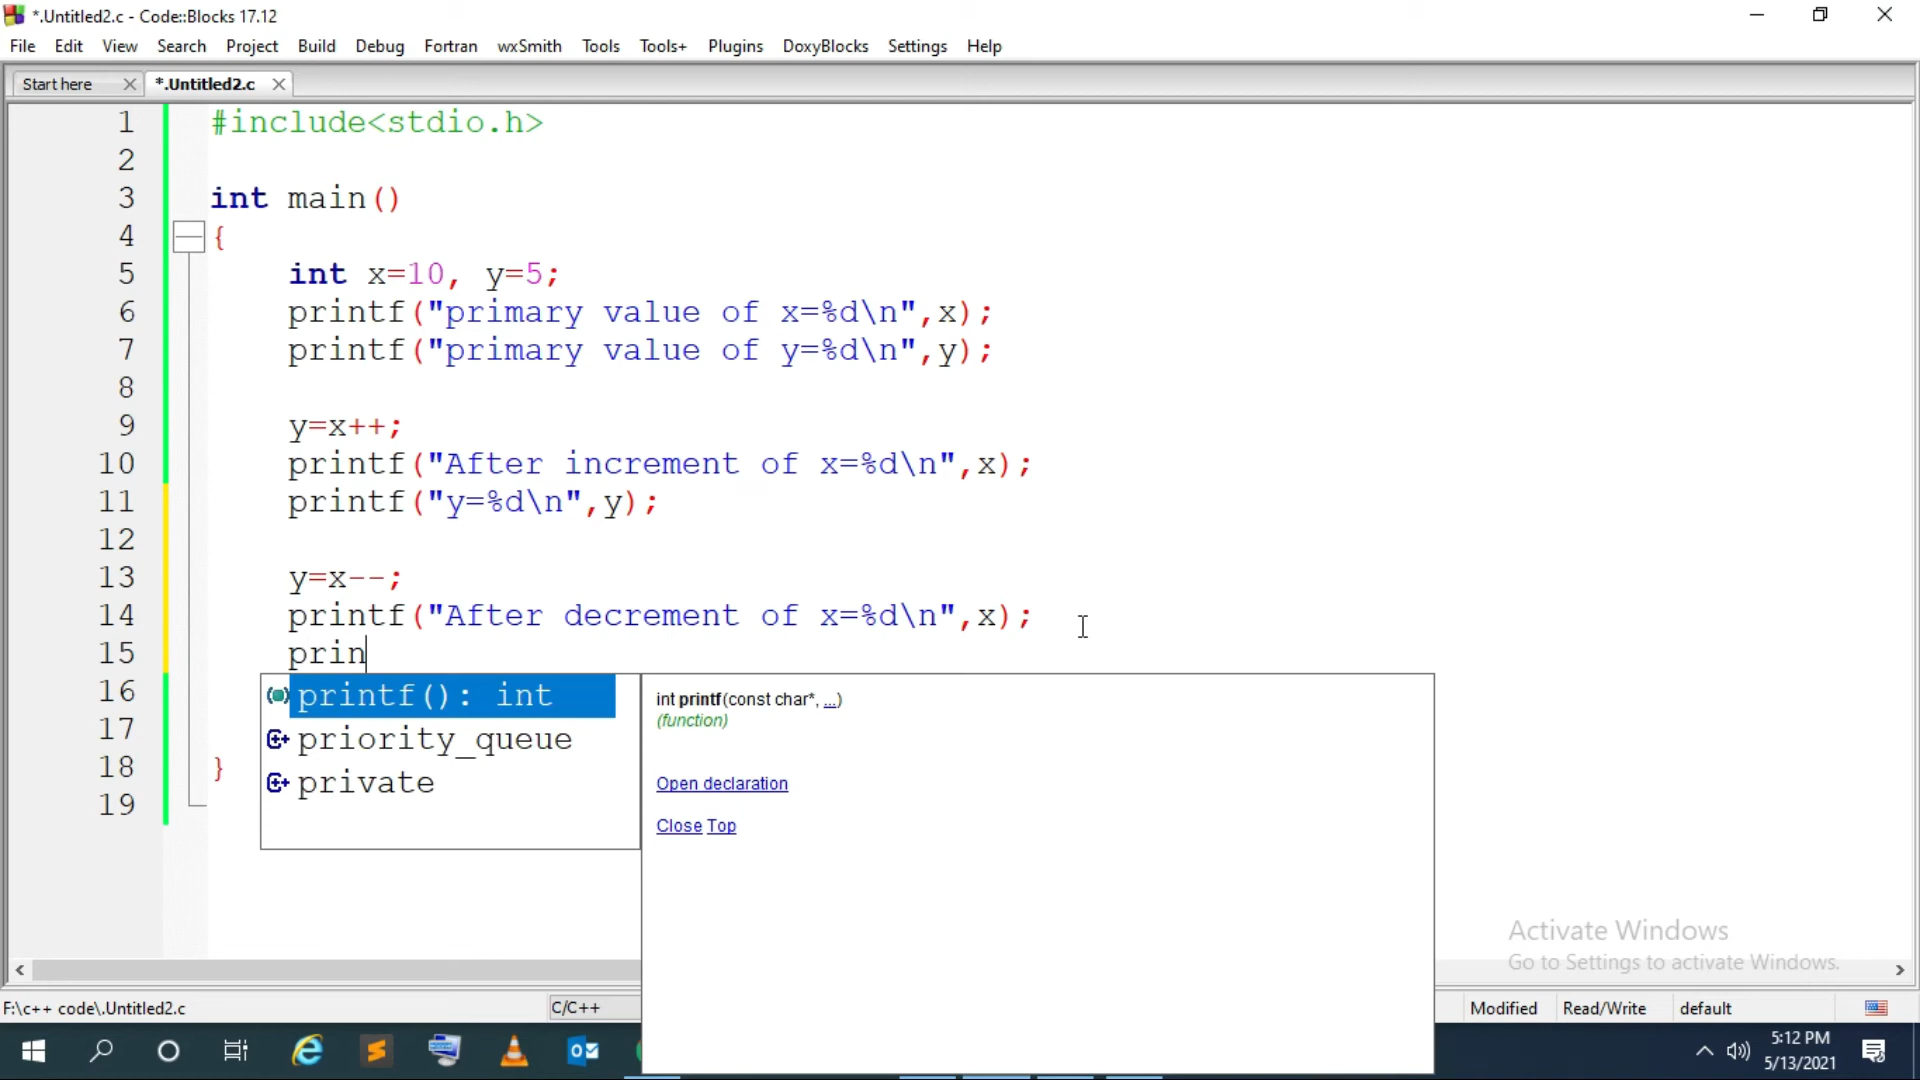 *.Untitled2.c - Code::Blocks 17.12
File Edit View Search Project Build Debug Fortran wxSmith Tools Tools+ Plugins DoxyBlocks Settings Help
Start here *.Untitled2.c
1 #include<stdio.h>
2
3 int main()
4 {
5 int x=10, y=5;
6 printf("primary value of x=%d\n",x);
7 printf("primary value of y=%d\n",y);
8
9 y=x++;
10 printf("After increment of x=%d\n",x);
11 printf("y=%d\n",y);
12
13 y=x--;
14 printf("After decrement of x=%d\n",x);
15 prin
16
17
18 }
19
printf(): int
priority_queue
private
int printf(const char*, ...)
(function)
Open declaration
Close Top
Activate Windows
Go to Settings to activate Windows.
F:\c++ code\.Untitled2.c C/C++ Modified Read/Write default
5:12 PM
5/13/2021